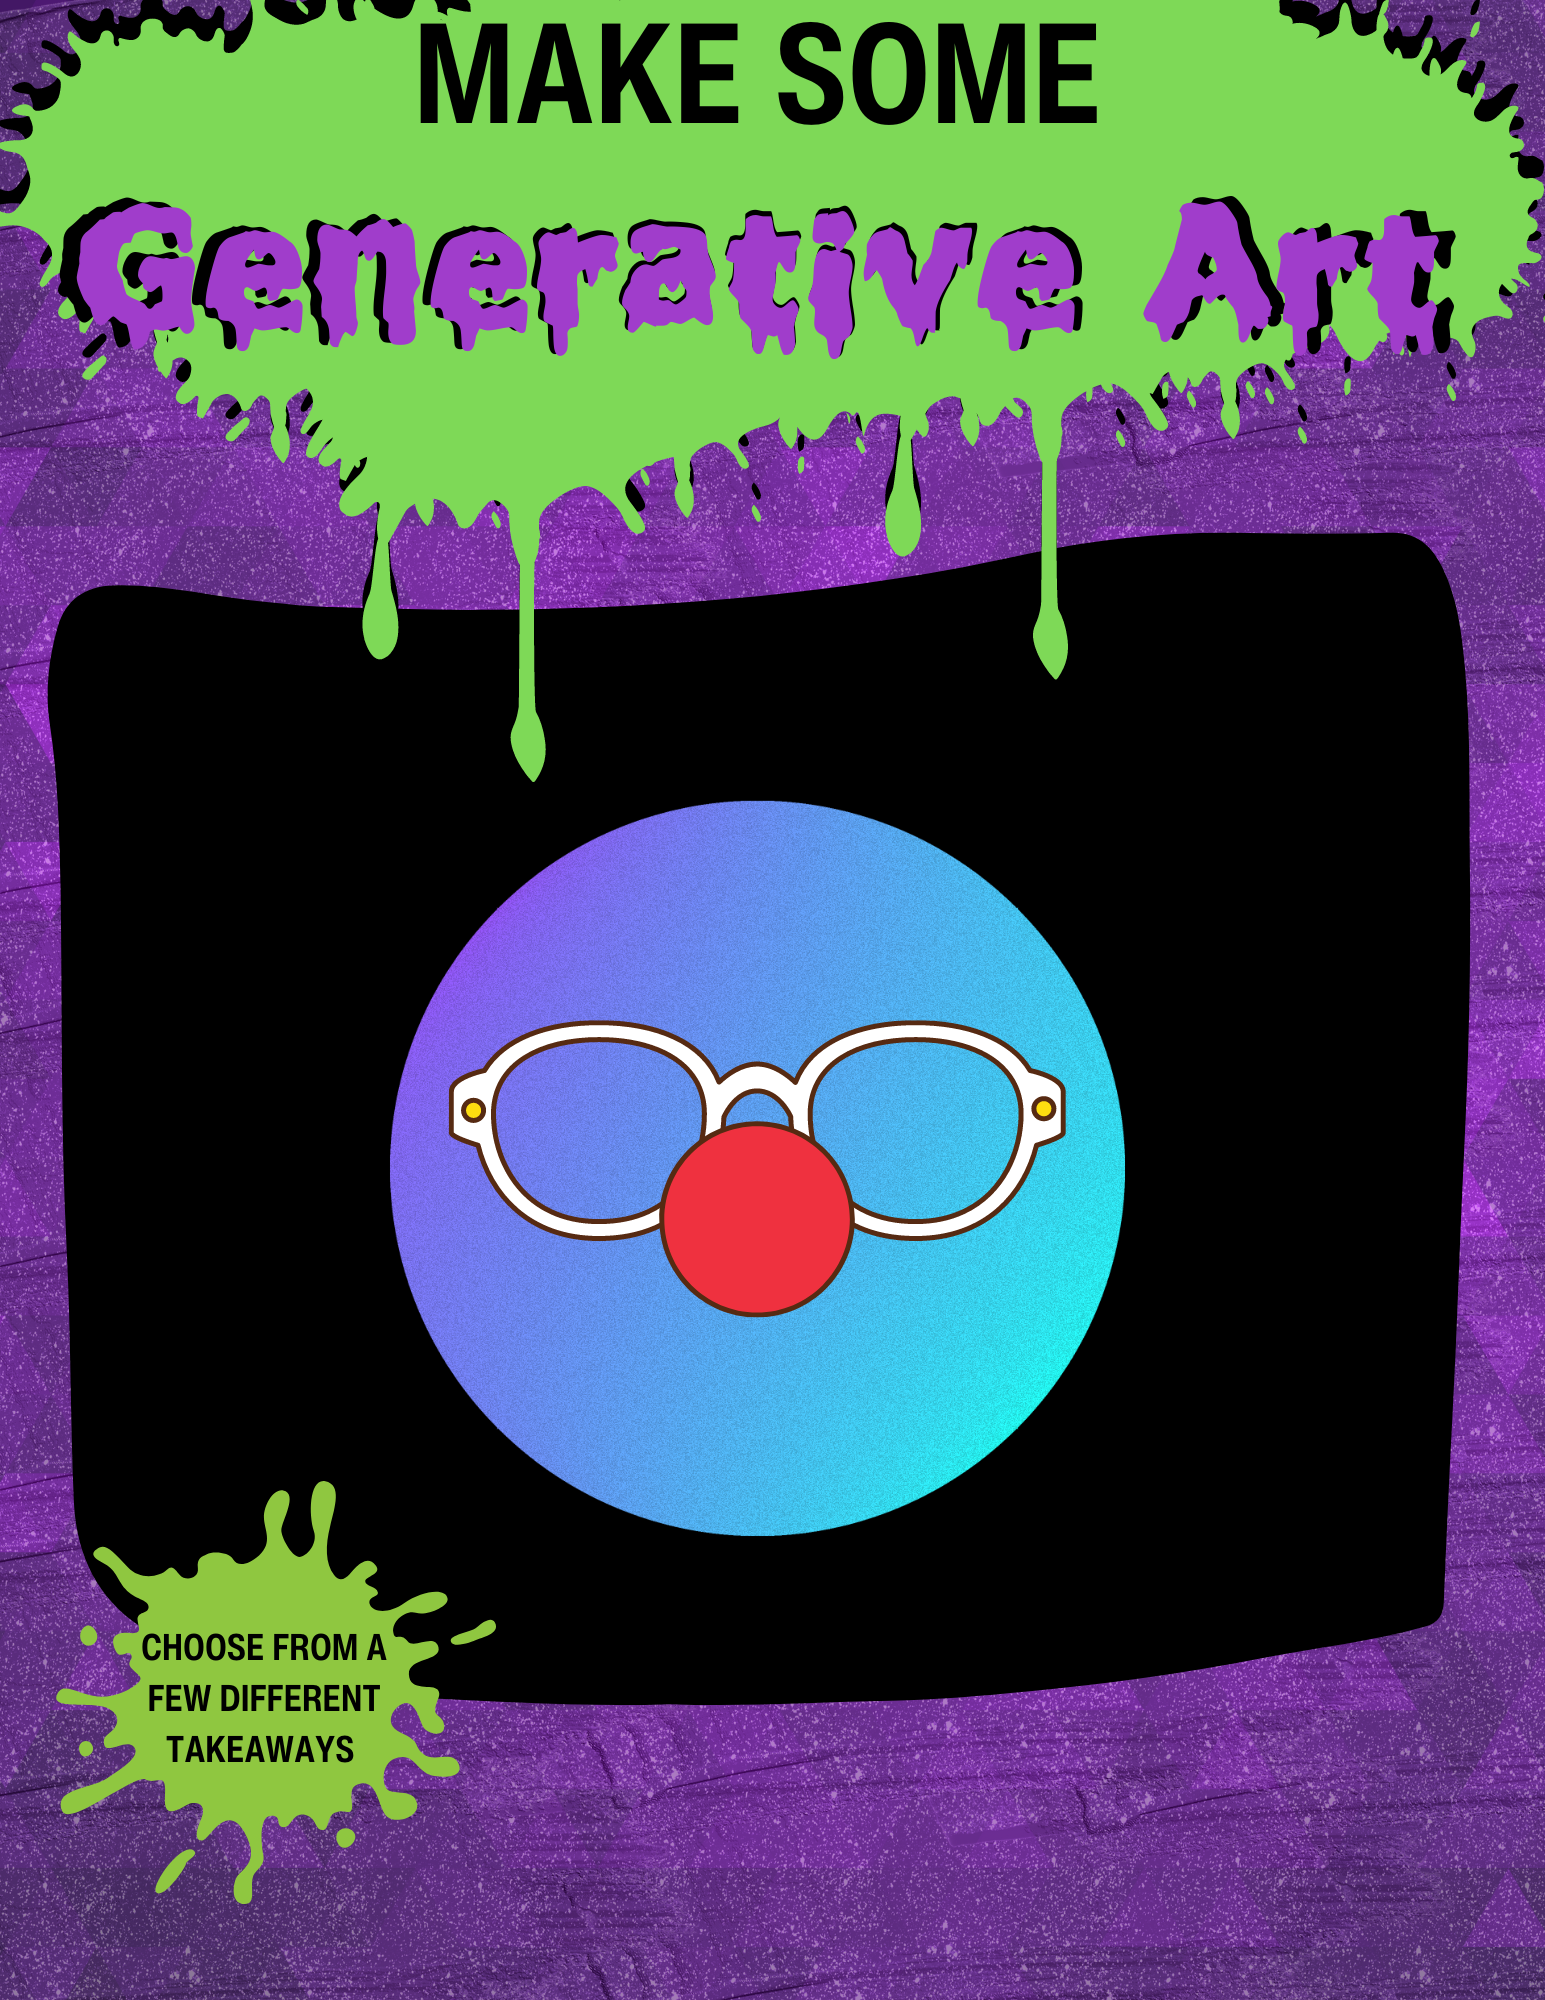 MAKE SOME
Generative Art
CHOOSE FROM A
FEW DIFFERENT
TAKEAWAYS